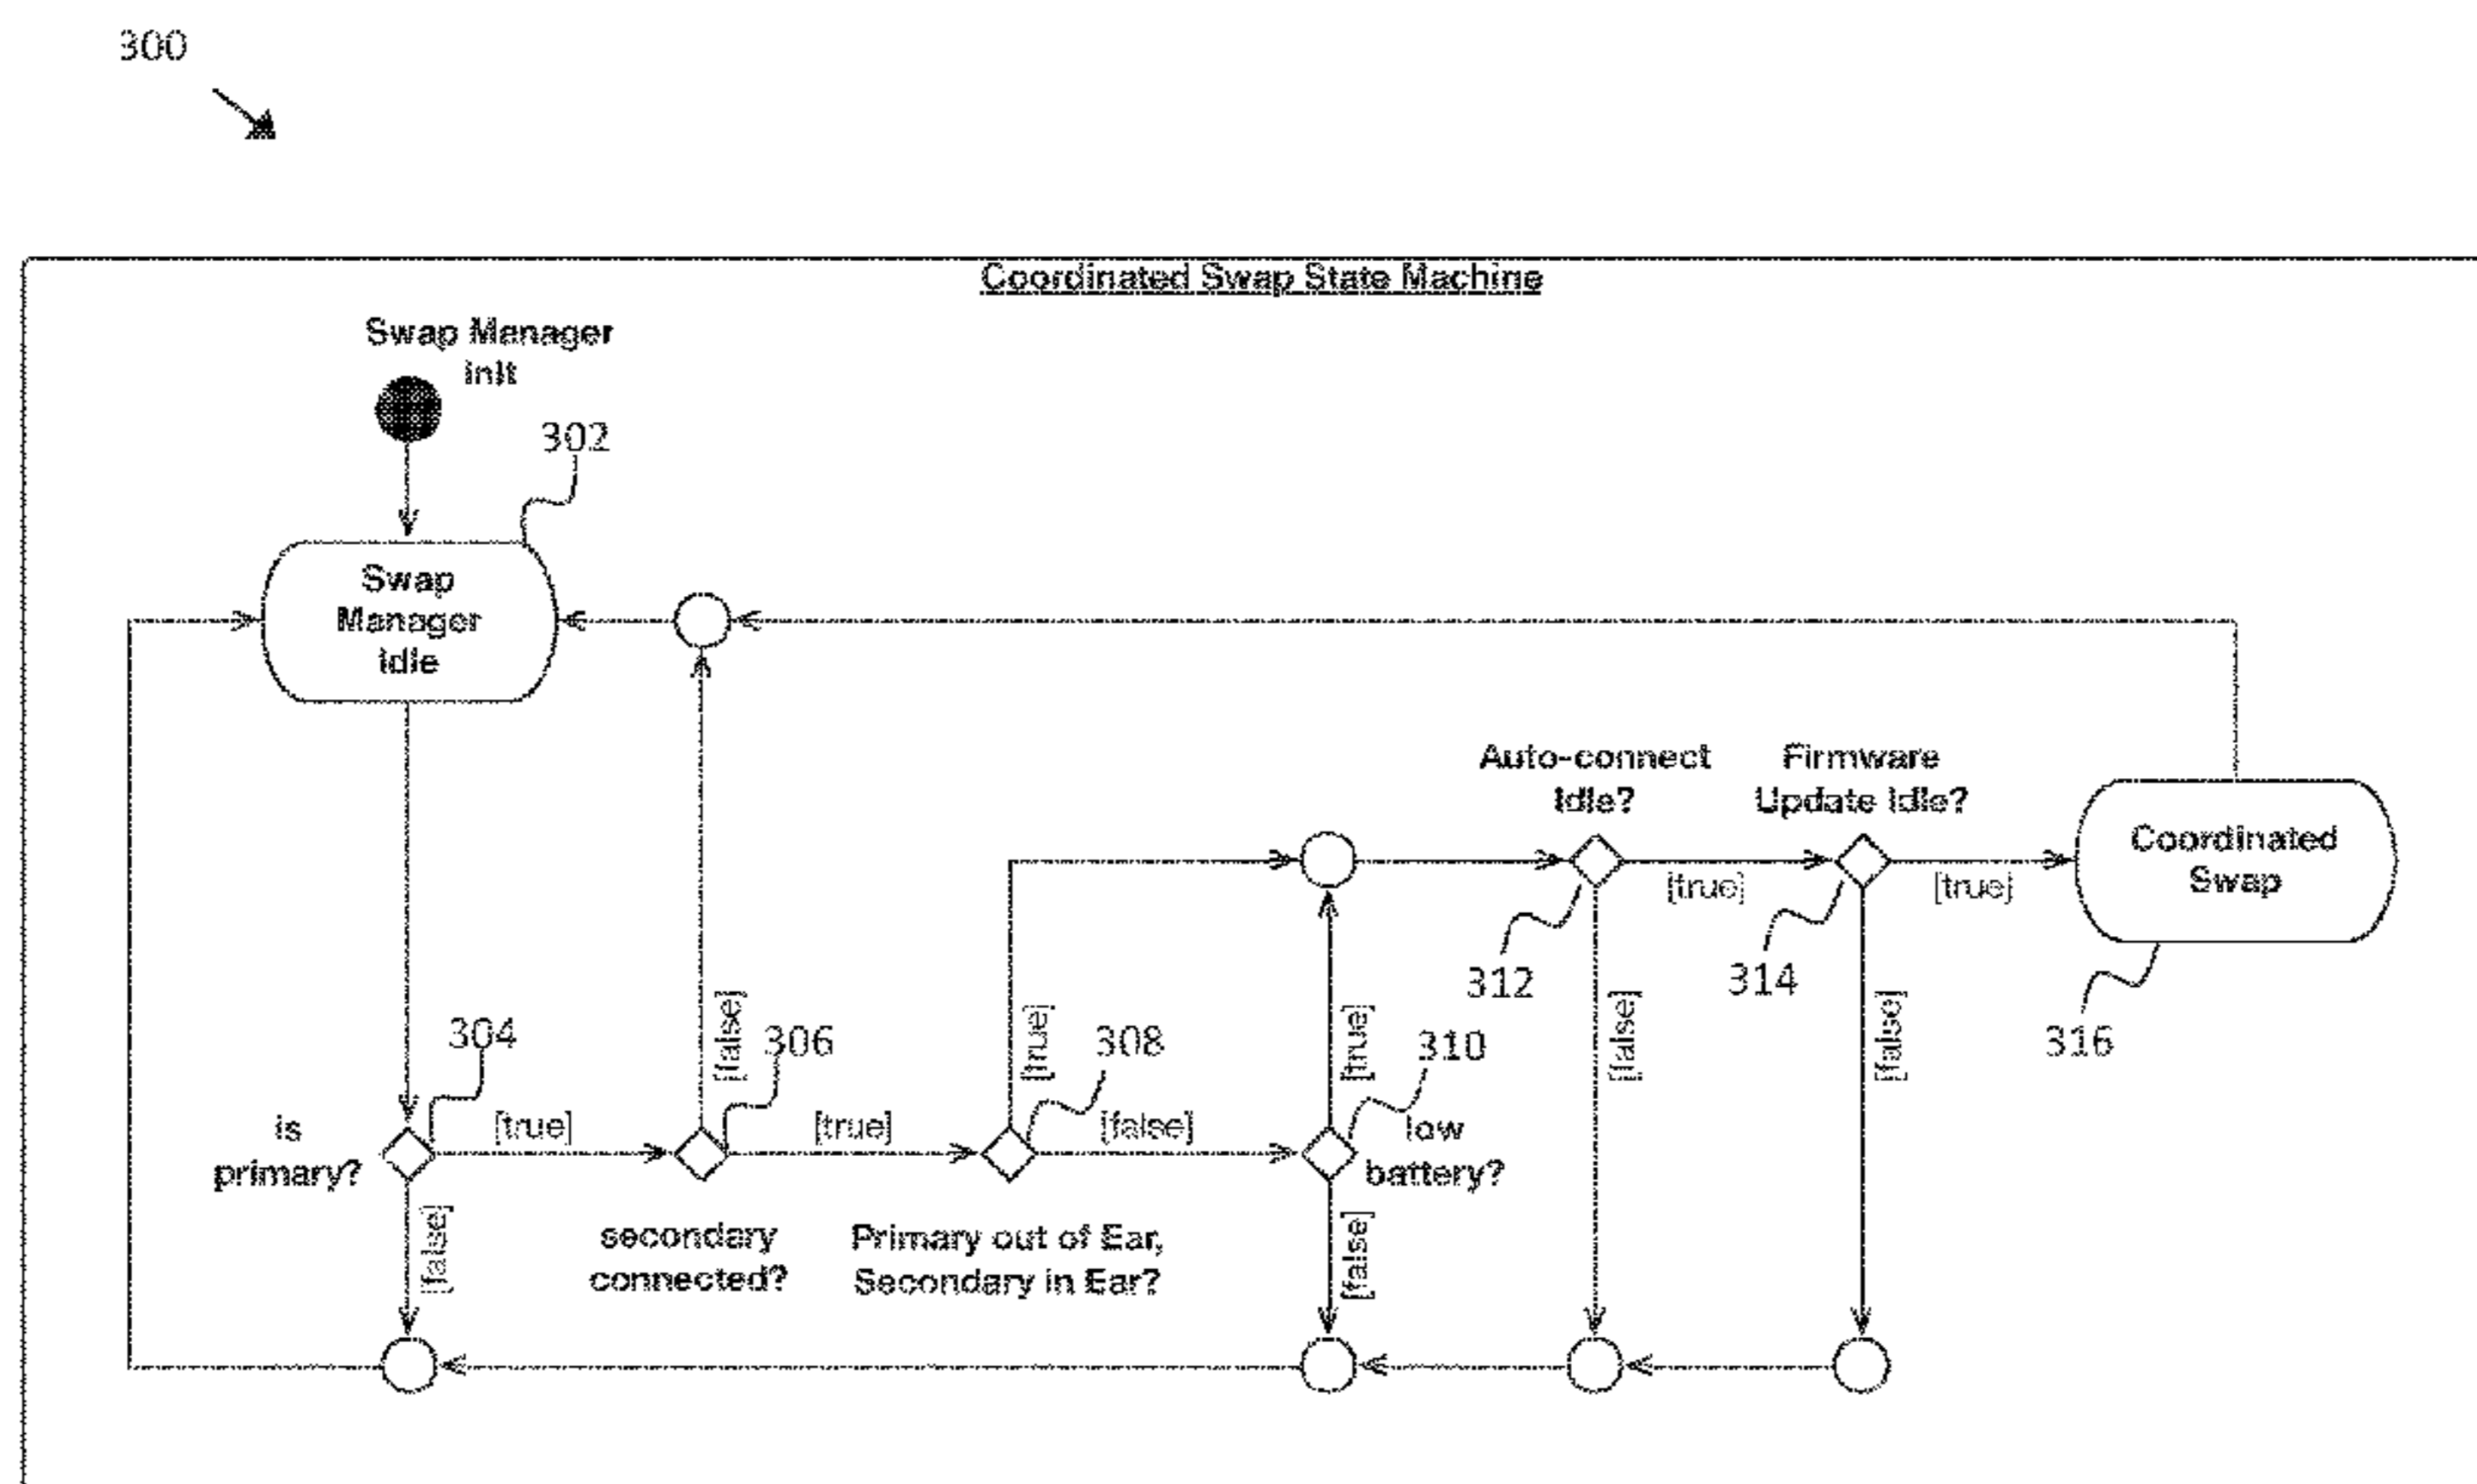 300
Coordinated Swap State Machine
Swap Manager
Init
302
Swap
Manager
Idle
Auto-connect
Idle?
Firmware
Update Idle?
Coordinated
Swap
[true]
[true]
312
314
316
[false]
[false]
[false]
[true]
[true]
304
306
308
310
is
primary?
[true]
[true]
[false]
low
battery?
[false]
[false]
secondary
connected?
Primary out of Ear,
Secondary in Ear?